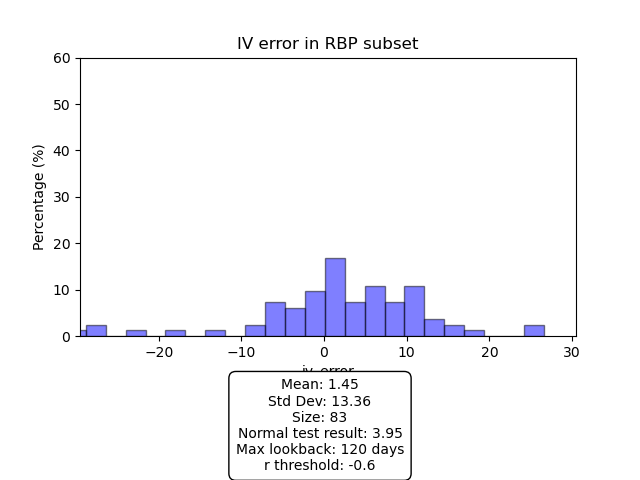 IV error in RBP subset
60
50
40
30
20
10
0
Percentage (%)
−20
−10
0
10
20
30
iv_error
Mean: 1.45
Std Dev: 13.36
Size: 83
Normal test result: 3.95
Max lookback: 120 days
r threshold: -0.6